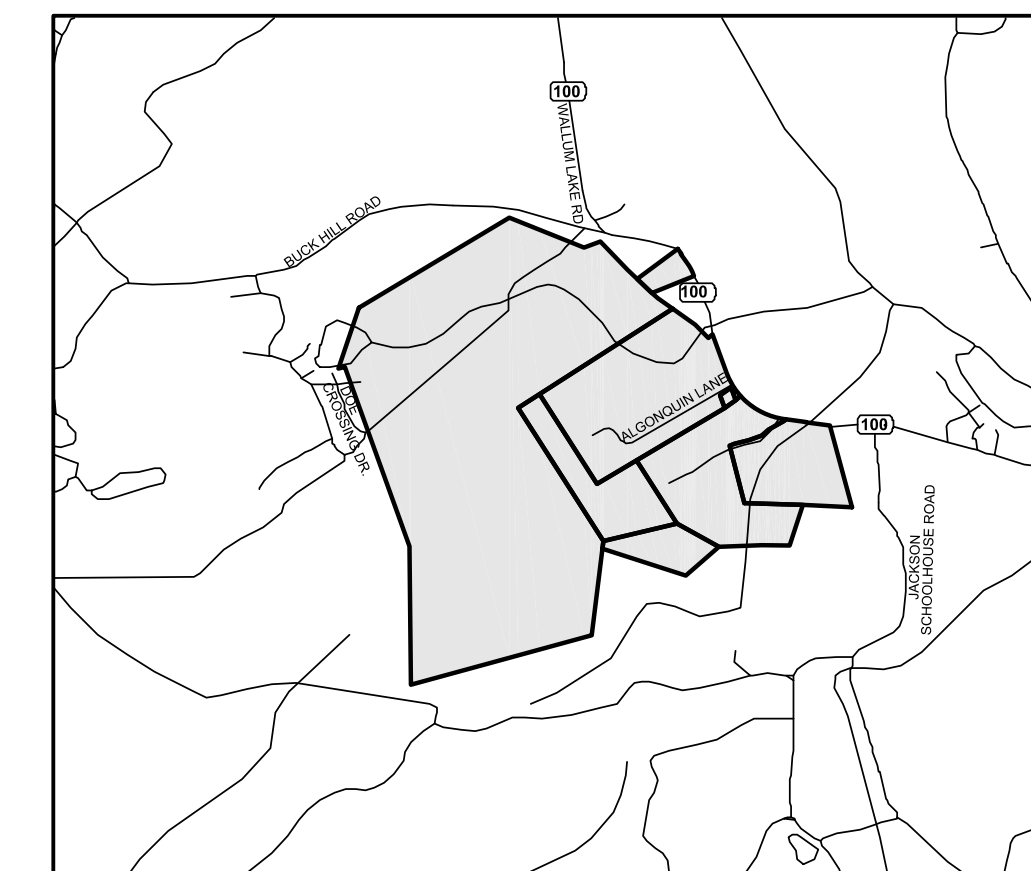 100
WALLUM LAKE RD
BUCK HILL ROAD
100
ALGONQUIN LANE
DOE
CROSSING DR.
100
JACKSON
SCHOOLHOUSE ROAD